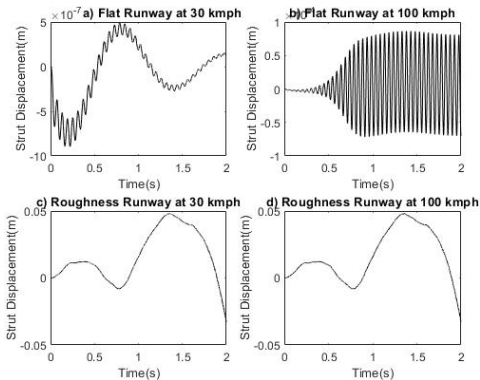 ×10⁻⁷ a) Flat Runway at 30 kmph
5
0
-5
-10
Strut Displacement(m)
0 0.5 1 1.5 2
Time(s)
b) Flat Runway at 100 kmph
1
0.5
0
-0.5
-1
Strut Displacement(m)
0 0.5 1 1.5 2
Time(s)
c) Roughness Runway at 30 kmph
0.05
0
-0.05
Strut Displacement(m)
0 0.5 1 1.5 2
Time(s)
d) Roughness Runway at 100 kmph
0.05
0
-0.05
Strut Displacement(m)
0 0.5 1 1.5 2
Time(s)